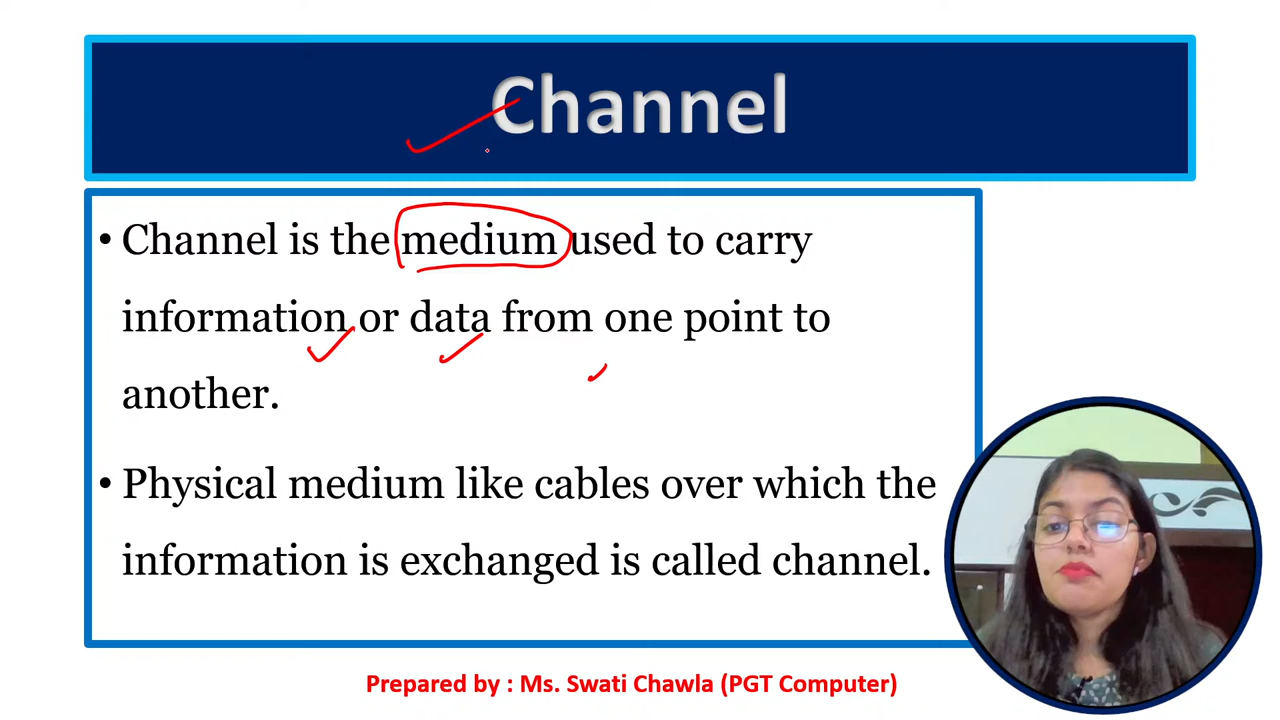 Channel
• Channel is the medium used to carry
information or data from one point to
another.
• Physical medium like cables over which the
information is exchanged is called channel.
Prepared by : Ms. Swati Chawla (PGT Computer)